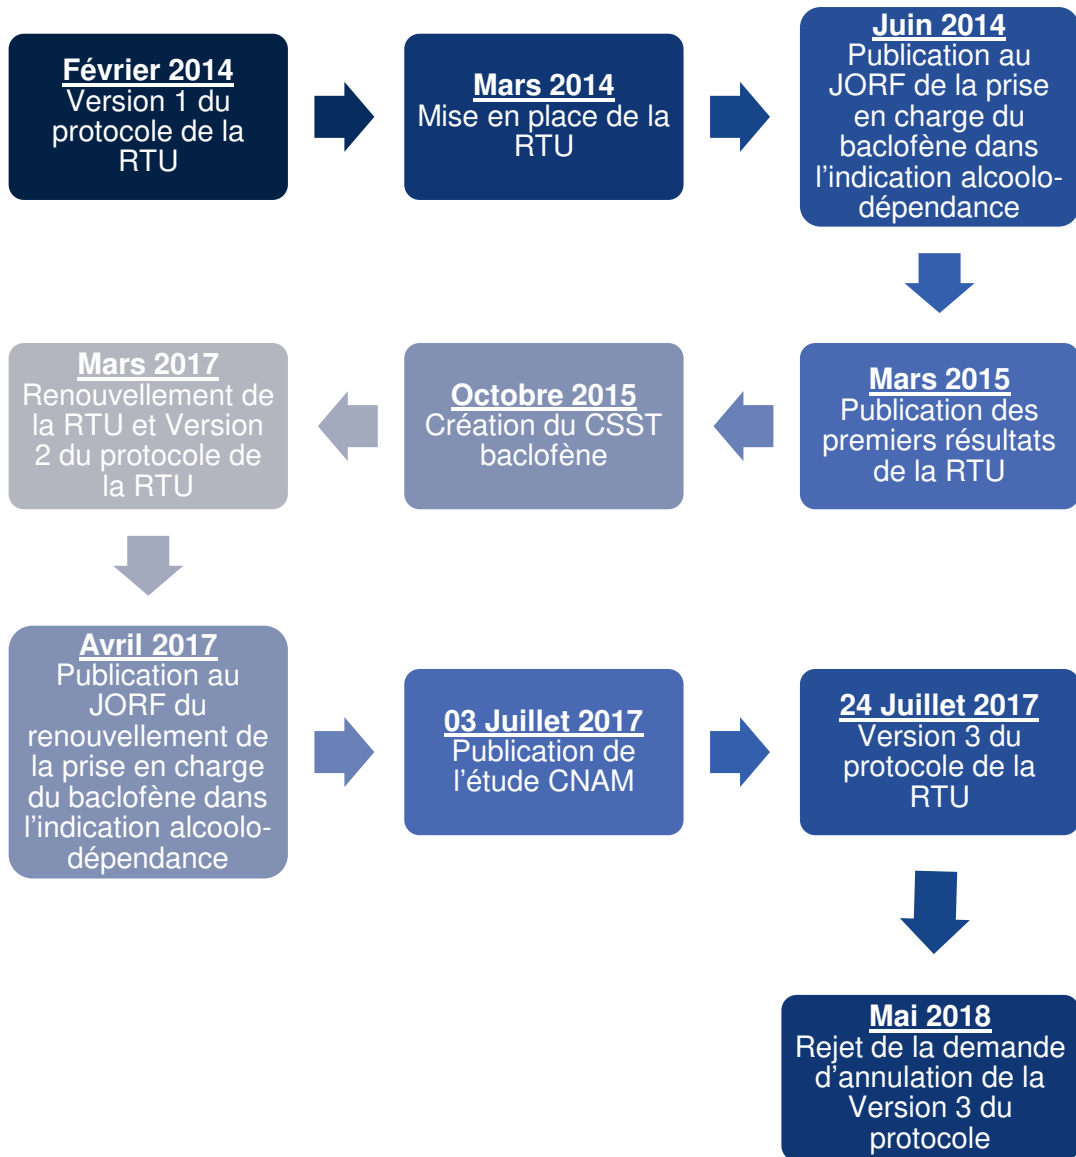 Février 2014
Version 1 du
protocole de la
RTU
Mars 2014
Mise en place de la
RTU
Juin 2014
Publication au
JORF de la prise
en charge du
baclofène dans
l'indication alcoolo-
dépendance
Mars 2015
Publication des
premiers résultats
de la RTU
Octobre 2015
Création du CSST
baclofène
Mars 2017
Renouvellement de
la RTU et Version
2 du protocole de
la RTU
Avril 2017
Publication au
JORF du
renouvellement de
la prise en charge
du baclofène dans
l'indication alcoolo-
dépendance
03 Juillet 2017
Publication de
l'étude CNAM
24 Juillet 2017
Version 3 du
protocole de la
RTU
Mai 2018
Rejet de la demande
d'annulation de la
Version 3 du
protocole